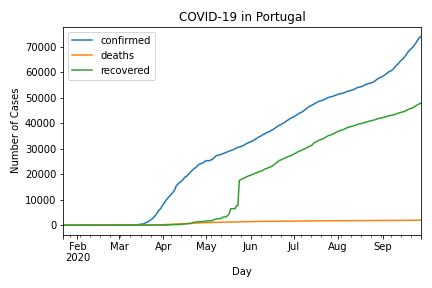 COVID-19 in Portugal
confirmed
deaths
recovered
Number of Cases
70000
60000
50000
40000
30000
20000
10000
0
Feb Mar Apr May Jun Jul Aug Sep
2020
Day